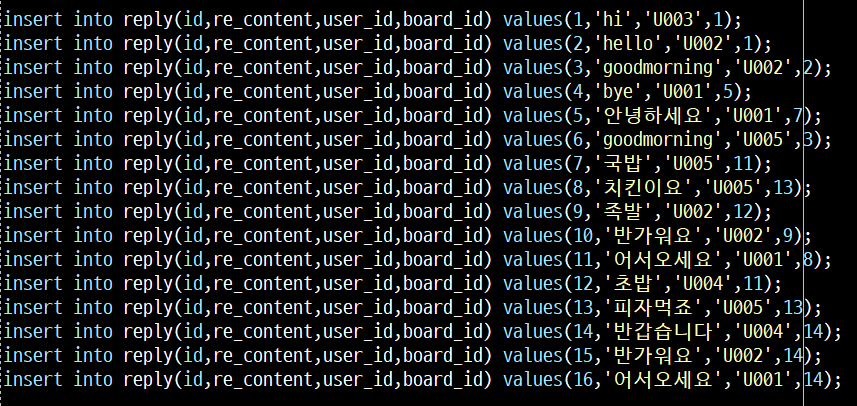 insert into reply(id,re_content,user_id,board_id) values(1,'hi','U003',1);
insert into reply(id,re_content,user_id,board_id) values(2,'hello','U002',1);
insert into reply(id,re_content,user_id,board_id) values(3,'goodmorning','U002',2);
insert into reply(id,re_content,user_id,board_id) values(4,'bye','U001',5);
insert into reply(id,re_content,user_id,board_id) values(5,'안녕하세요','U001',7);
insert into reply(id,re_content,user_id,board_id) values(6,'goodmorning','U005',3);
insert into reply(id,re_content,user_id,board_id) values(7,'국밥','U005',11);
insert into reply(id,re_content,user_id,board_id) values(8,'치킨이요','U005',13);
insert into reply(id,re_content,user_id,board_id) values(9,'족발','U002',12);
insert into reply(id,re_content,user_id,board_id) values(10,'반가워요','U002',9);
insert into reply(id,re_content,user_id,board_id) values(11,'어서오세요','U001',8);
insert into reply(id,re_content,user_id,board_id) values(12,'초밥','U004',11);
insert into reply(id,re_content,user_id,board_id) values(13,'피자먹죠','U005',13);
insert into reply(id,re_content,user_id,board_id) values(14,'반갑습니다','U004',14);
insert into reply(id,re_content,user_id,board_id) values(15,'반가워요','U002',14);
insert into reply(id,re_content,user_id,board_id) values(16,'어서오세요','U001',14);